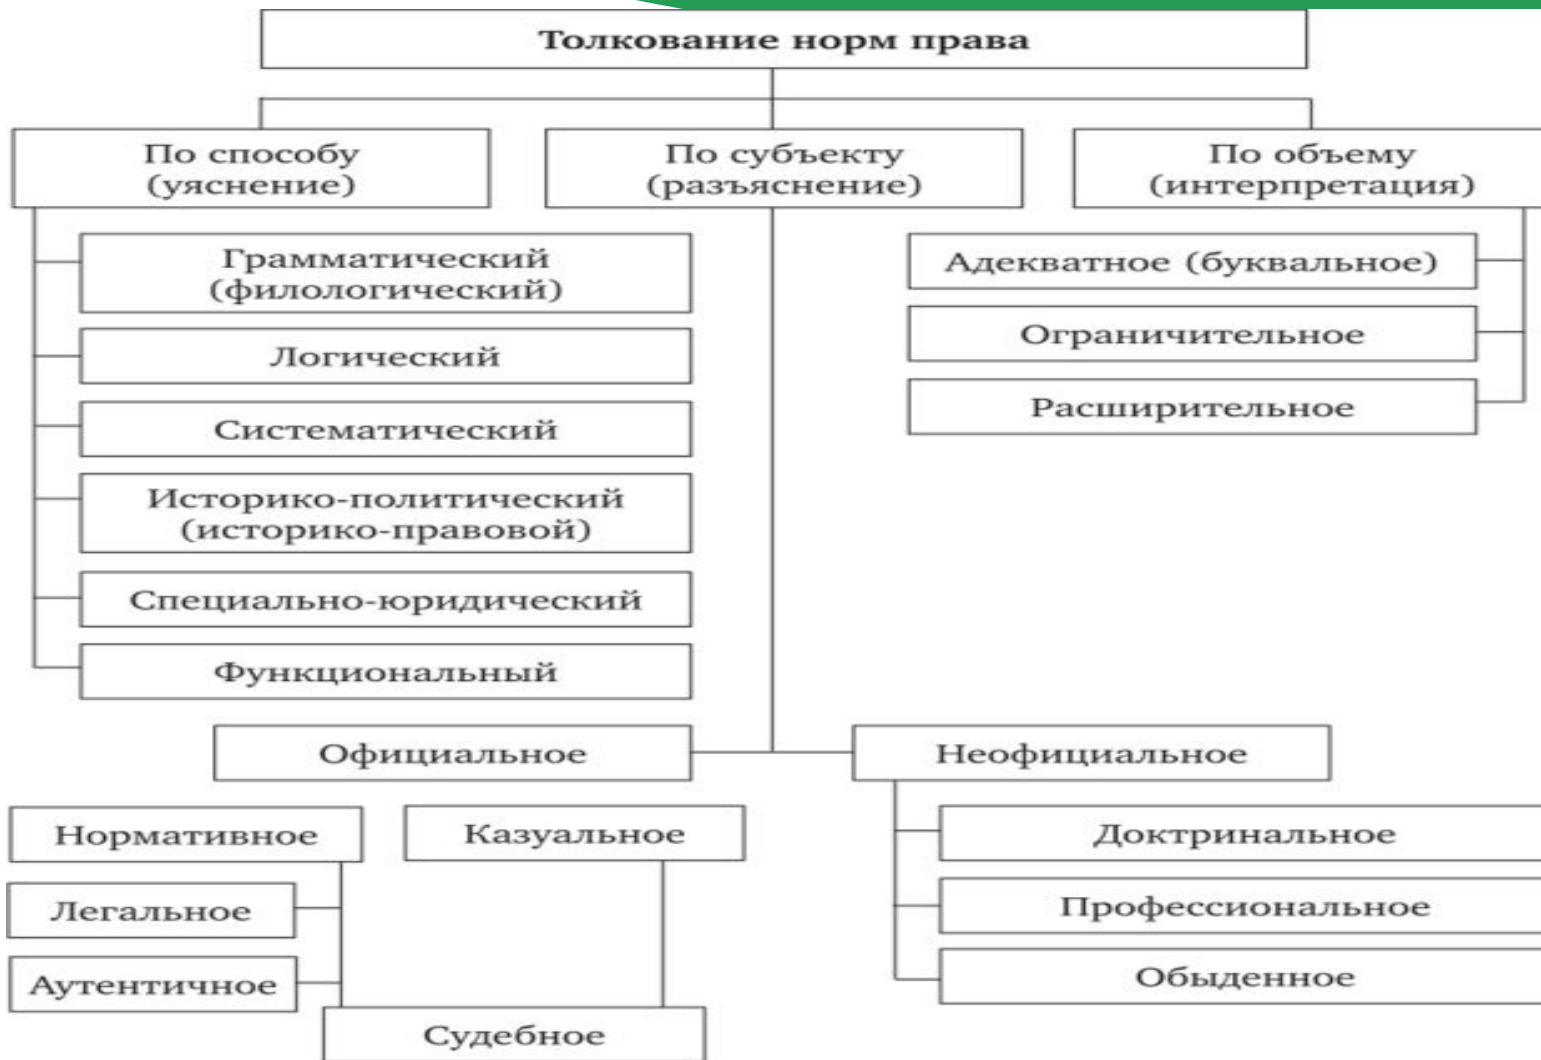 Толкование норм права
По способу
(уяснение)
По субъекту
(разъяснение)
По объему
(интерпретация)
Грамматический
(филологический)
Логический
Систематический
Историко-политический
(историко-правовой)
Специально-юридический
Функциональный
Адекватное (буквальное)
Ограничительное
Расширительное
Официальное
Неофициальное
Нормативное
Казуальное
Легальное
Аутентичное
Судебное
Доктринальное
Профессиональное
Обыденное